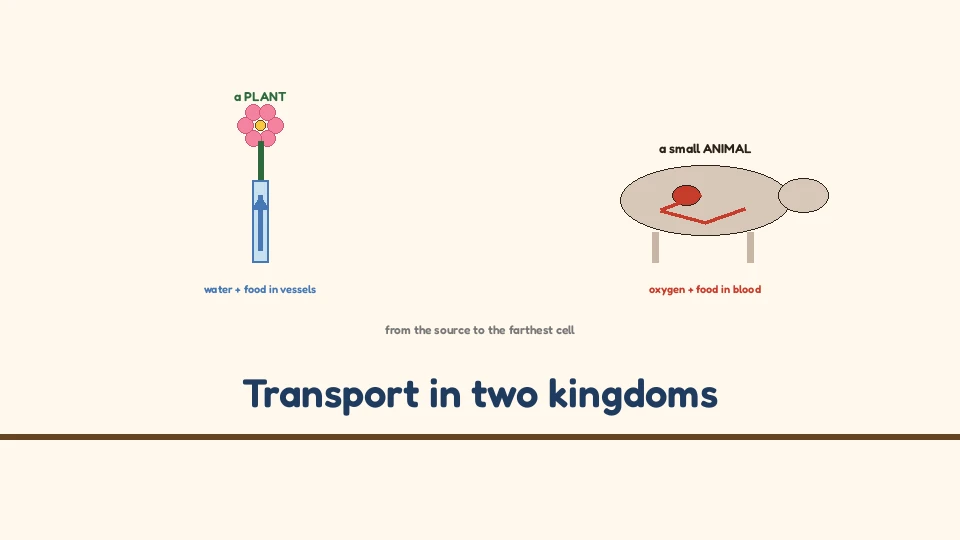 a PLANT
a small ANIMAL
water + food in vessels
oxygen + food in blood
from the source to the farthest cell
Transport in two kingdoms